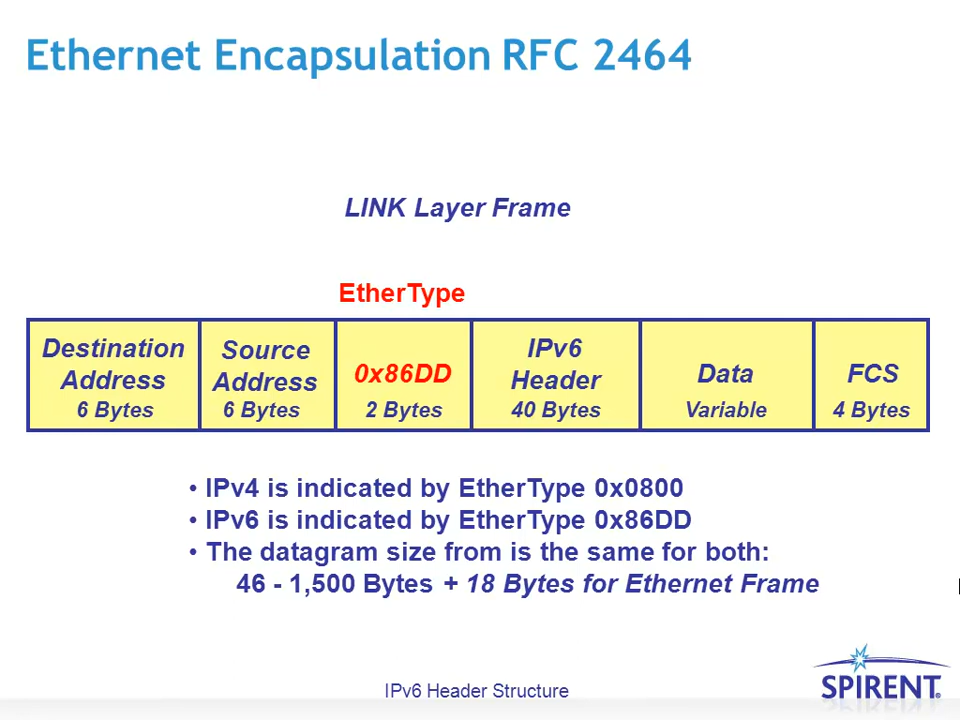 Ethernet Encapsulation RFC 2464
LINK Layer Frame
EtherType
Destination
Address
6 Bytes
Source
Address
6 Bytes
0x86DD
2 Bytes
IPv6
Header
40 Bytes
Data
Variable
FCS
4 Bytes
• IPv4 is indicated by EtherType 0x0800
• IPv6 is indicated by EtherType 0x86DD
• The datagram size from is the same for both:
46 - 1,500 Bytes + 18 Bytes for Ethernet Frame
IPv6 Header Structure
SPIRENT®